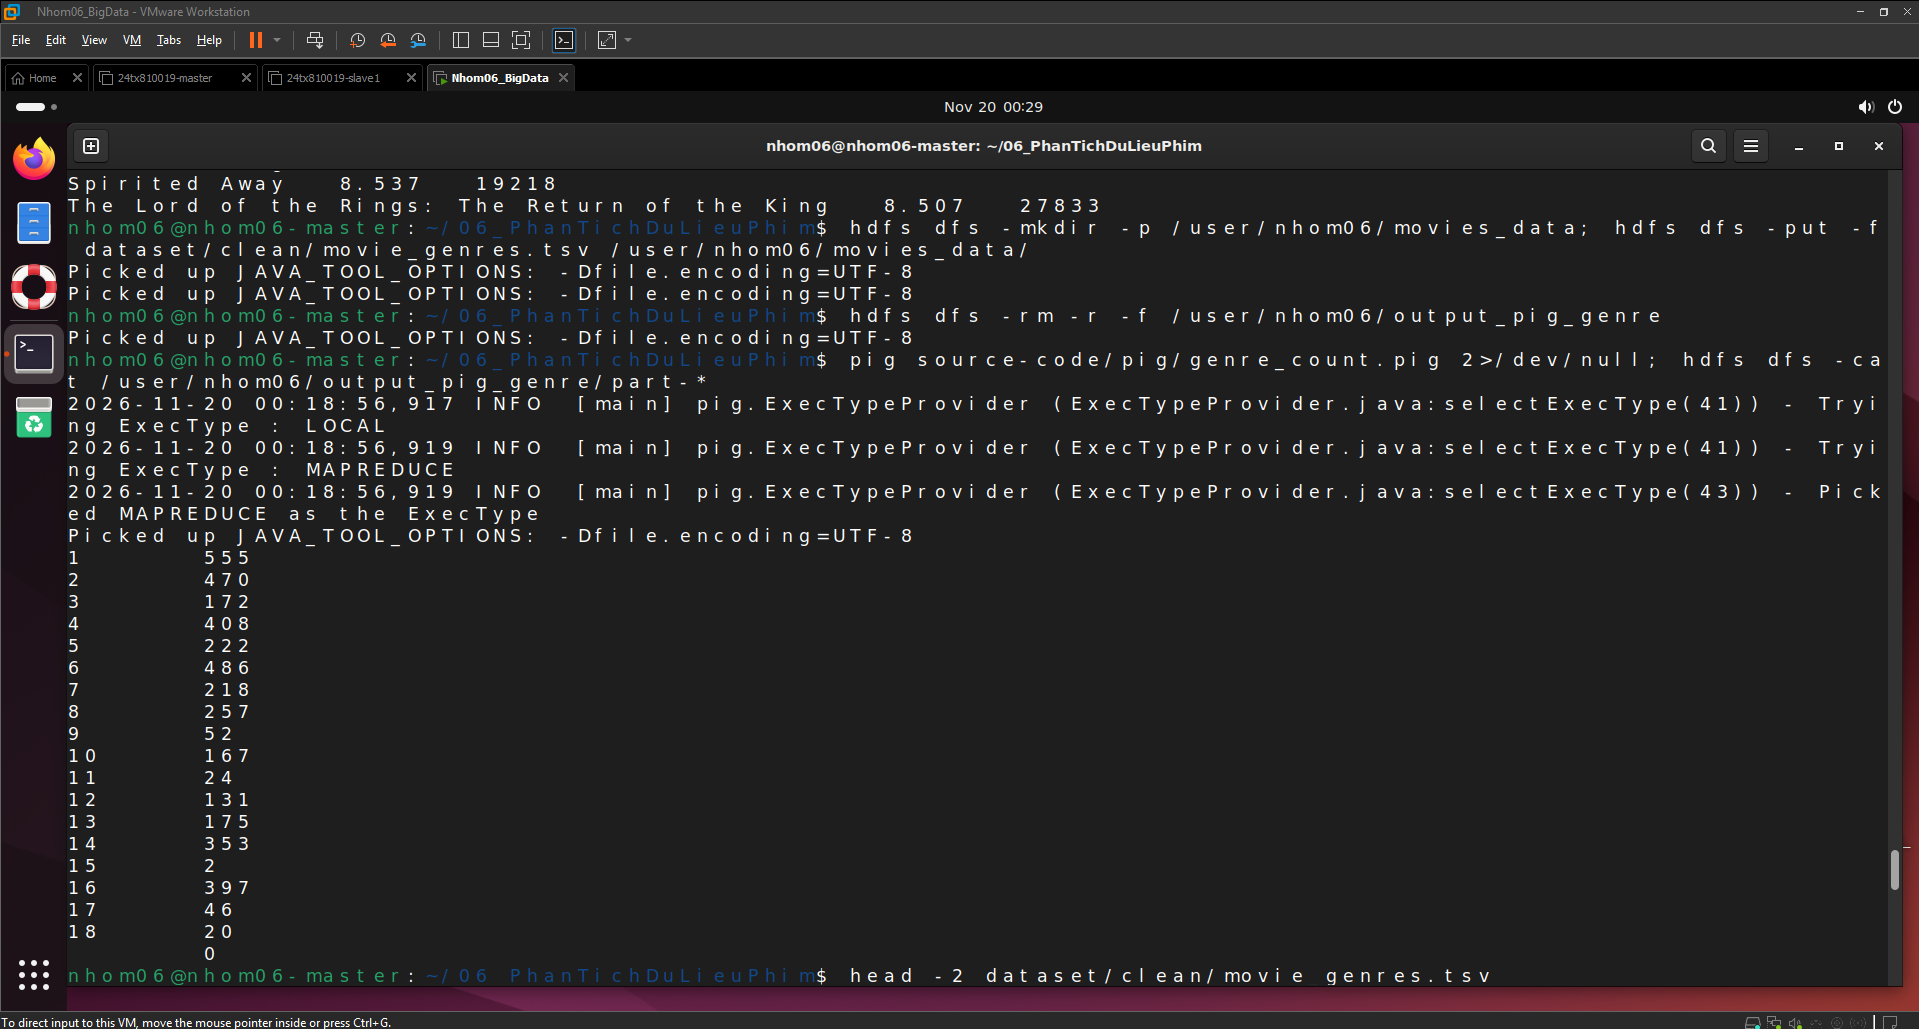 Nhom06_BigData - VMware Workstation
File Edit View VM Tabs Help
Home 24tx810019-master 24tx810019-slave1 Nhom06_BigData
Nov 20 00:29
nhom06@nhom06-master: ~/06_PhanTichDuLieuPhim
Spirited Away 8.537 19218
The Lord of the Rings: The Return of the King 8.507 27833
nhom06@nhom06-master:~/06_PhanTichDuLieuPhim$ hdfs dfs -mkdir -p /user/nhom06/movies_data; hdfs dfs -put -f
dataset/clean/movie_genres.tsv /user/nhom06/movies_data/
Picked up JAVA_TOOL_OPTIONS: -Dfile.encoding=UTF-8
Picked up JAVA_TOOL_OPTIONS: -Dfile.encoding=UTF-8
nhom06@nhom06-master:~/06_PhanTichDuLieuPhim$ hdfs dfs -rm -r -f /user/nhom06/output_pig_genre
Picked up JAVA_TOOL_OPTIONS: -Dfile.encoding=UTF-8
nhom06@nhom06-master:~/06_PhanTichDuLieuPhim$ pig source-code/pig/genre_count.pig 2>/dev/null; hdfs dfs -ca
t /user/nhom06/output_pig_genre/part-*
2026-11-20 00:18:56,917 INFO [main] pig.ExecTypeProvider (ExecTypeProvider.java:selectExecType(41)) - Tryi
ng ExecType : LOCAL
2026-11-20 00:18:56,919 INFO [main] pig.ExecTypeProvider (ExecTypeProvider.java:selectExecType(41)) - Tryi
ng ExecType : MAPREDUCE
2026-11-20 00:18:56,919 INFO [main] pig.ExecTypeProvider (ExecTypeProvider.java:selectExecType(43)) - Pick
ed MAPREDUCE as the ExecType
Picked up JAVA_TOOL_OPTIONS: -Dfile.encoding=UTF-8
1 555
2 470
3 172
4 408
5 222
6 486
7 218
8 257
9 52
10 167
11 24
12 131
13 175
14 353
15 2
16 397
17 46
18 20
0
nhom06@nhom06-master:~/06_PhanTichDuLieuPhim$ head -2 dataset/clean/movie_genres.tsv
To direct input to this VM, move the mouse pointer inside or press Ctrl+G.